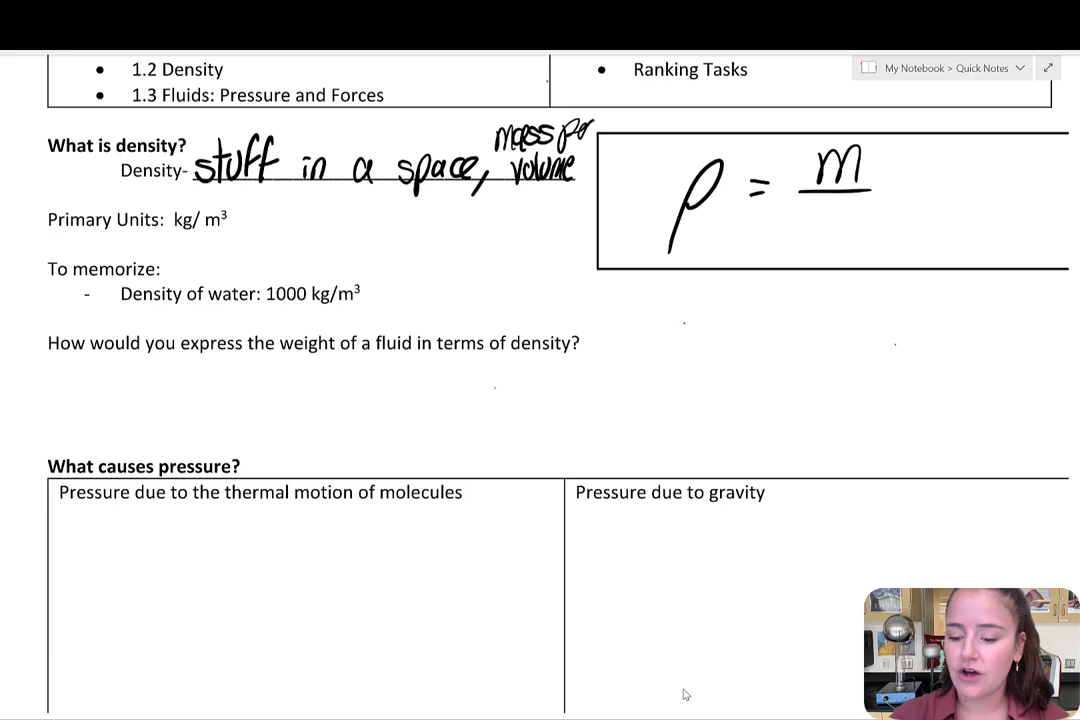 • 1.2 Density
• 1.3 Fluids: Pressure and Forces
• Ranking Tasks
My Notebook > Quick Notes
What is density?
mass per
Density- stuff in a space, volume
ρ = m
Primary Units: kg/ m³
To memorize:
- Density of water: 1000 kg/m³
How would you express the weight of a fluid in terms of density?
What causes pressure?
Pressure due to the thermal motion of molecules
Pressure due to gravity